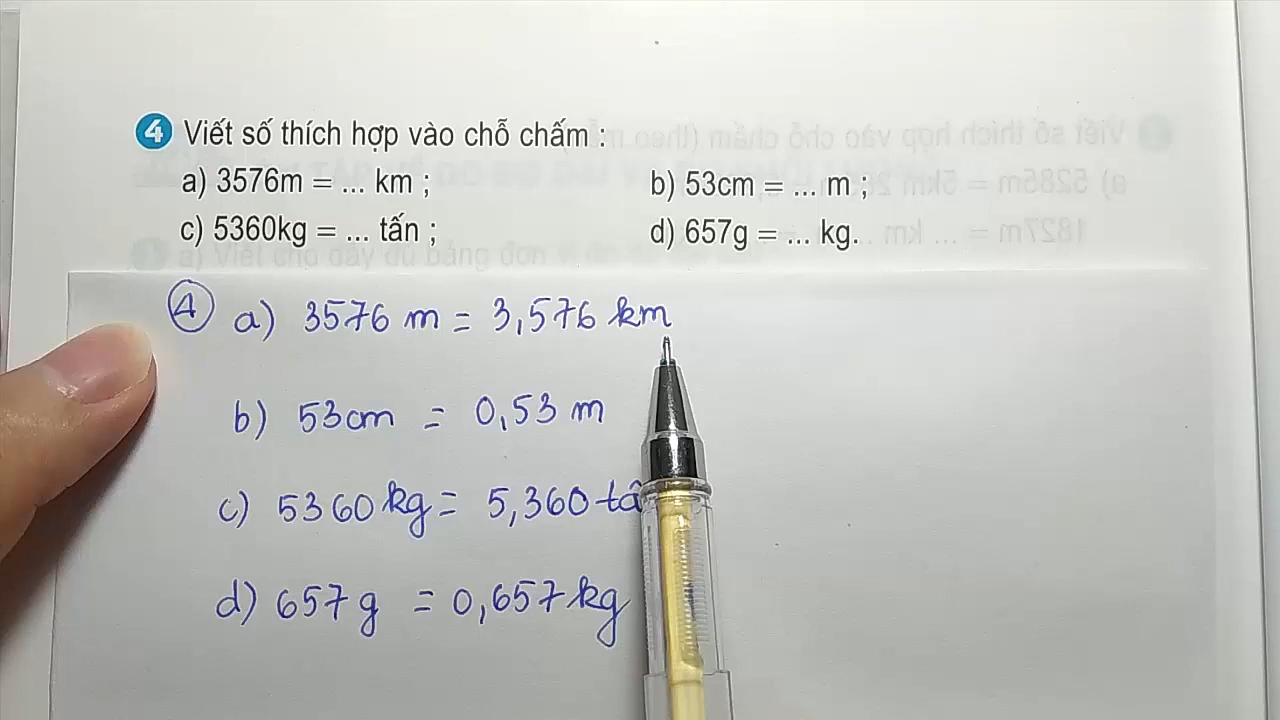 4 Viết số thích hợp vào chỗ chấm :
a) 3576m = ... km ; b) 53cm = ... m ;
c) 5360kg = ... tấn ; d) 657g = ... kg.
4 a) 3576 m = 3,576 km
b) 53cm = 0,53 m
c) 5360 kg = 5,360
d) 657g = 0,657 kg